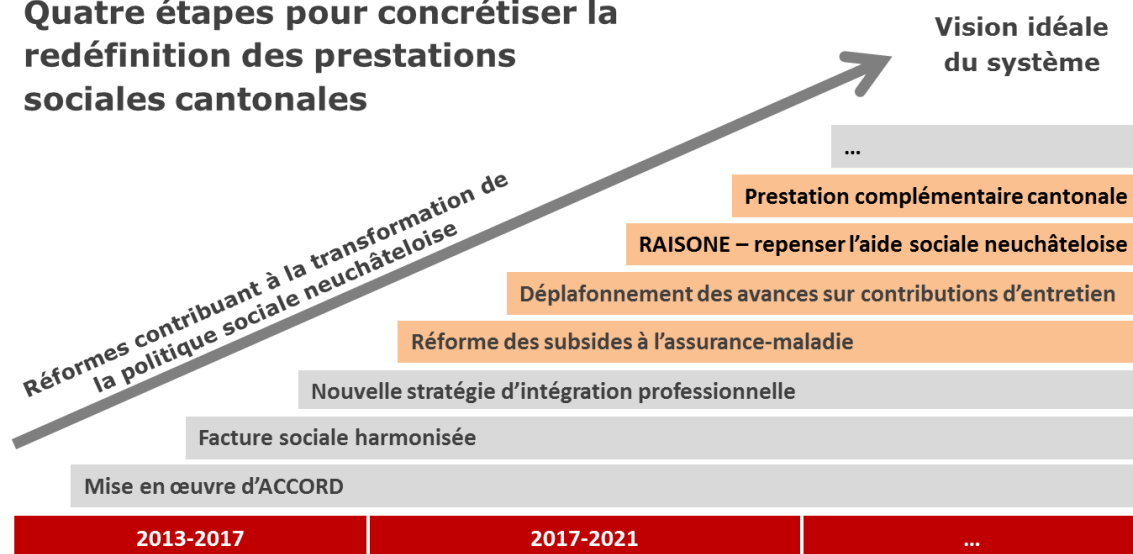 Quatre étapes pour concrétiser la
redéfinition des prestations
sociales cantonales
Vision idéale
du système
Réformes contribuant à la transformation de
la politique sociale neuchâteloise
...
Prestation complémentaire cantonale
RAISONE – repenser l’aide sociale neuchâteloise
Déplafonnement des avances sur contributions d’entretien
Réforme des subsides à l’assurance-maladie
Nouvelle stratégie d’intégration professionnelle
Facture sociale harmonisée
Mise en œuvre d’ACCORD
2013-2017
2017-2021
...